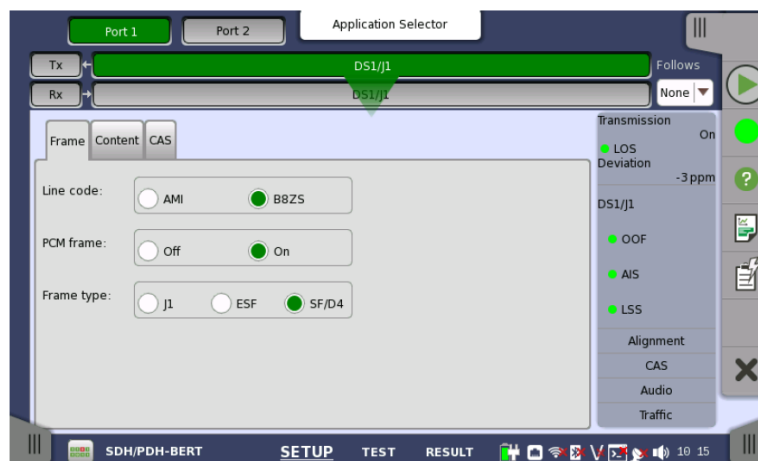 Port 1 Port 2 Application Selector
Tx DS1/J1 Follows
Rx DS1/J1 None
Frame Content CAS
Line code: AMI B8ZS
PCM frame: Off On
Frame type: J1 ESF SF/D4
Transmission
On
LOS
Deviation
-3 ppm
DS1/J1
OOF
AIS
LSS
Alignment
CAS
Audio
Traffic
SDH/PDH-BERT SETUP TEST RESULT 10 15